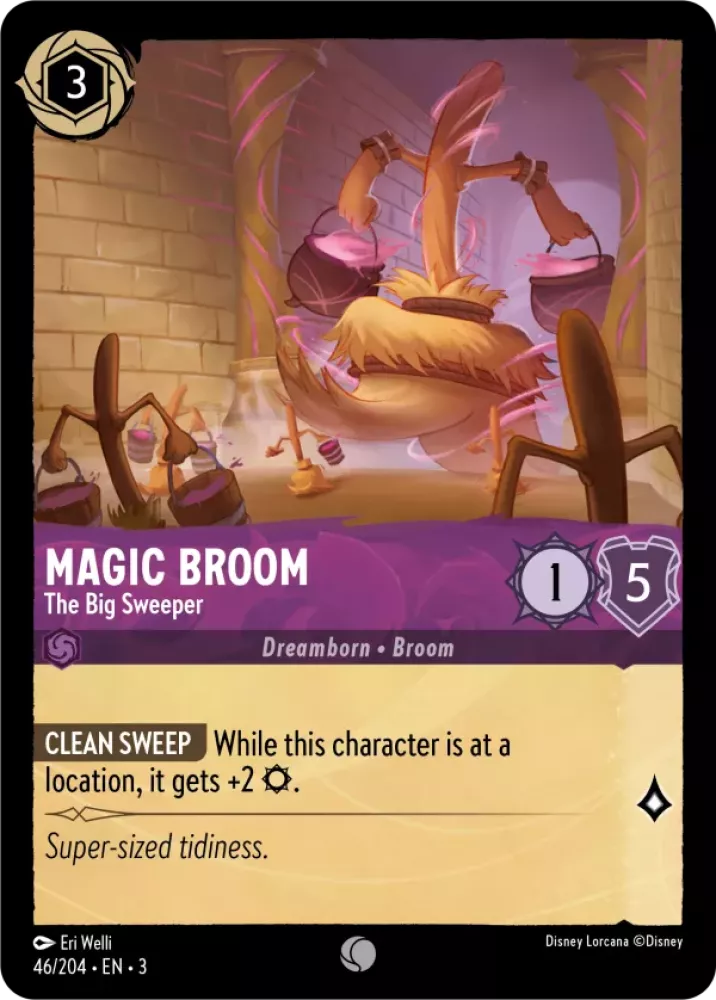 3
MAGIC BROOM
The Big Sweeper
1 5
Dreamborn • Broom
CLEAN SWEEP While this character is at a
location, it gets +2 .
Super-sized tidiness.
Eri Welli
Disney Lorcana ©Disney
46/204 • EN • 3